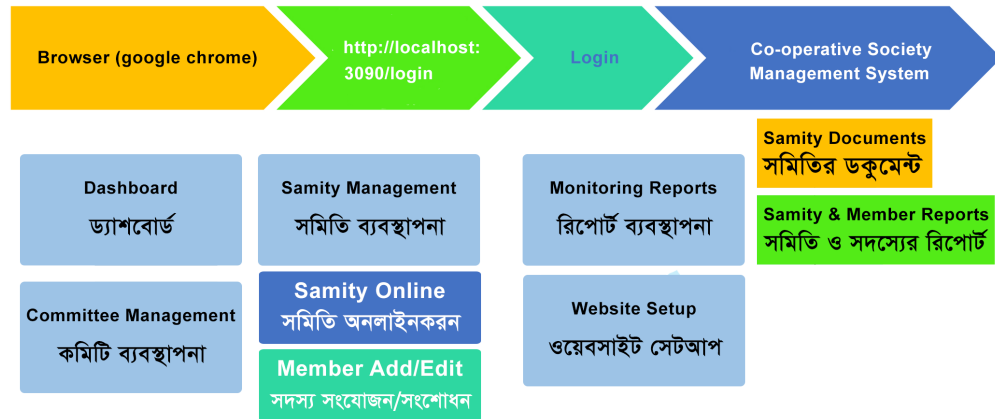 Browser (google chrome)
http://localhost:
3090/login
Login
Co-operative Society
Management System
Dashboard
ড্যাশবোর্ড
Samity Management
সমিতি ব্যবস্থাপনা
Monitoring Reports
রিপোর্ট ব্যবস্থাপনা
Samity Documents
সমিতির ডকুমেন্ট
Samity & Member Reports
সমিতি ও সদস্যের রিপোর্ট
Committee Management
কমিটি ব্যবস্থাপনা
Samity Online
সমিতি অনলাইনকরন
Member Add/Edit
সদস্য সংযোজন/সংশোধন
Website Setup
ওয়েবসাইট সেটআপ